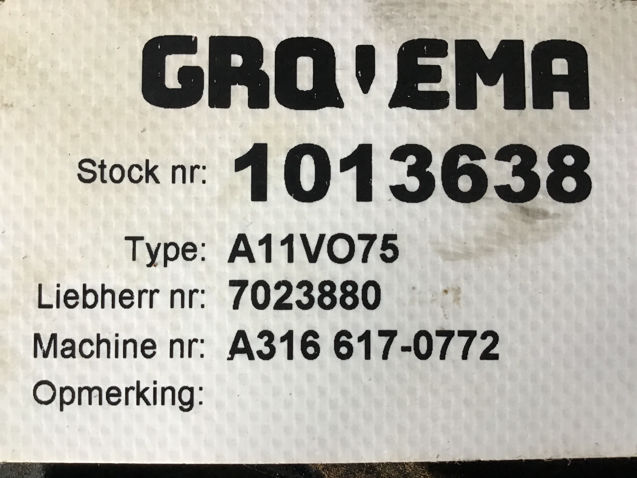 GRO'EMA
Stock nr: 1013638
Type: A11VO75
Liebherr nr: 7023880
Machine nr: A316 617-0772
Opmerking: